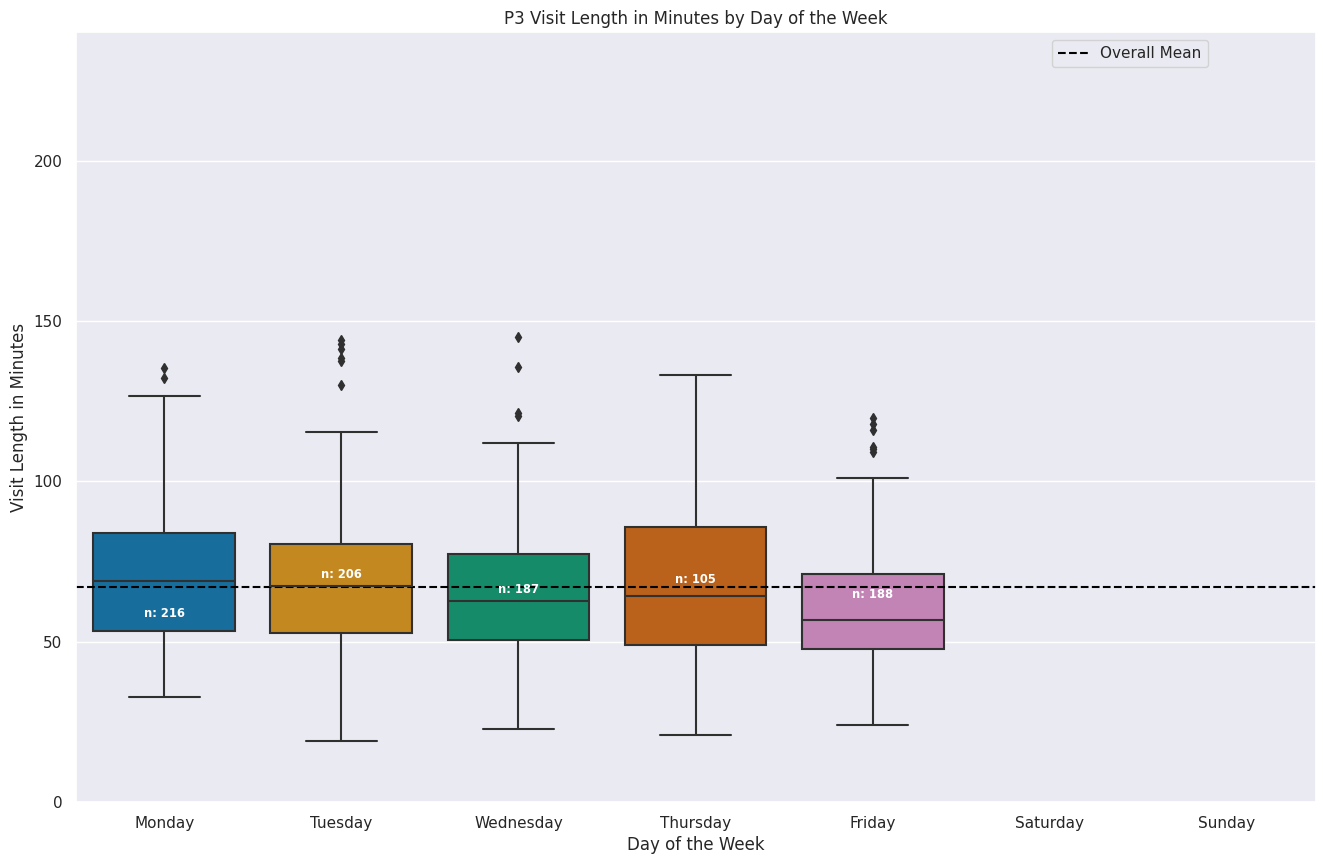 P3 Visit Length in Minutes by Day of the Week
Overall Mean
Visit Length in Minutes
200
150
100
50
0
n: 216
n: 206
n: 187
n: 105
n: 188
Monday
Tuesday
Wednesday
Thursday
Friday
Saturday
Sunday
Day of the Week